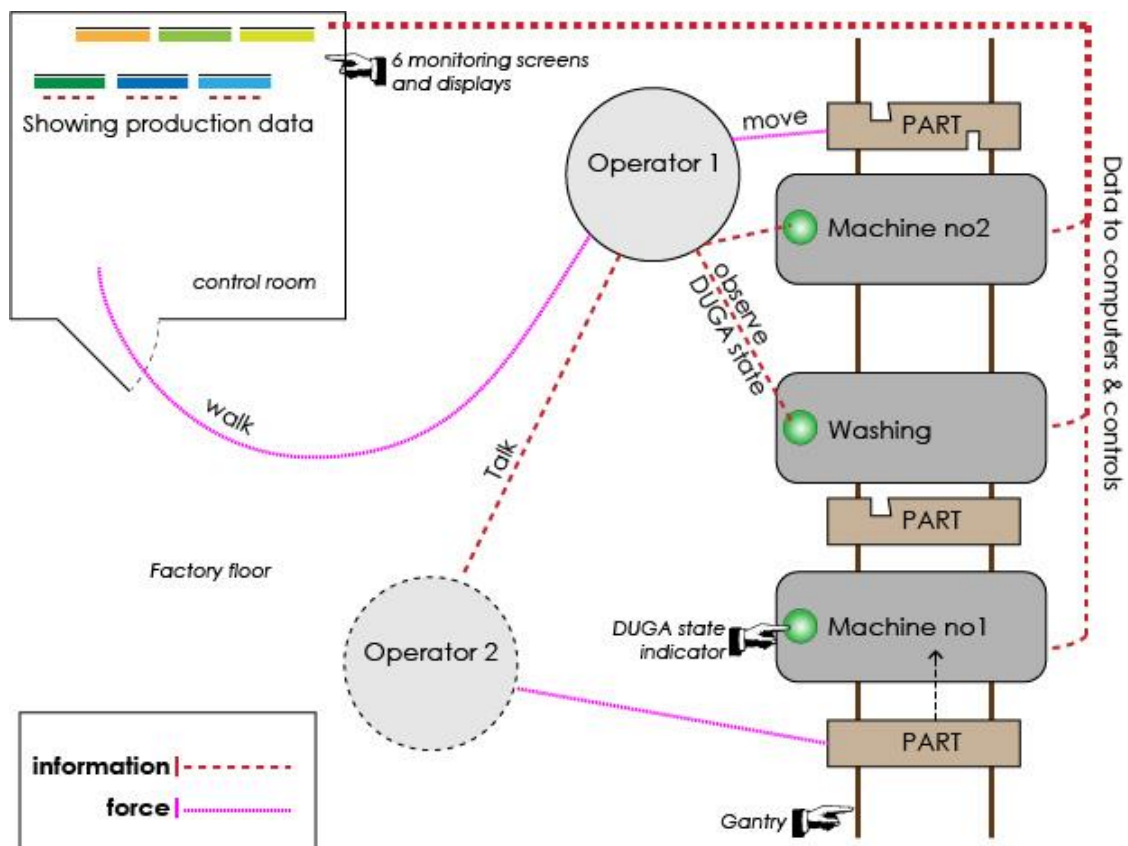 6 monitoring screens
and displays
Showing production data
control room
walk
Talk
Operator 1
move
PART
Machine no2
observe
DUGA state
Washing
PART
Data to computers & controls
Factory floor
Operator 2
DUGA state
indicator
Machine no1
PART
Gantry
information
force